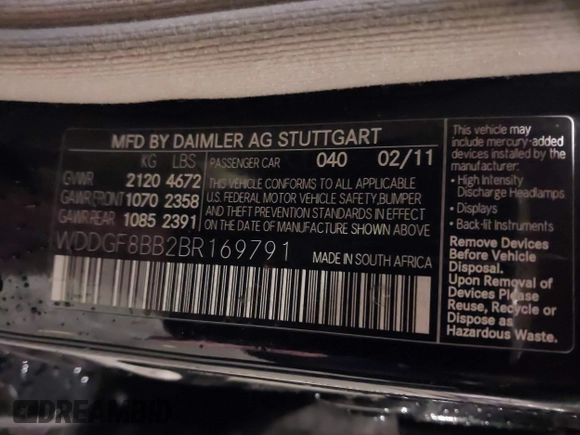 MFD BY DAIMLER AG STUTTGART
KG LBS
GVWR 2120 4672
GAWR FRONT 1070 2358
GAWR REAR 1085 2391
PASSENGER CAR 040 02/11
THIS VEHICLE CONFORMS TO ALL APPLICABLE
U.S. FEDERAL MOTOR VEHICLE SAFETY, BUMPER
AND THEFT PREVENTION STANDARDS IN EFFECT
ON THE DATE OF MANUFACTURE SHOWN ABOVE
WDDGF8BB2BR169791
MADE IN SOUTH AFRICA
This vehicle may
include mercury-added
devices installed by the
manufacturer:
• High Intensity
Discharge Headlamps
• Displays
• Back-lit Instruments
Remove Devices
Before Vehicle
Disposal.
Upon Removal of
Devices Please
Reuse, Recycle or
Dispose as
Hazardous Waste.
DREAMBID